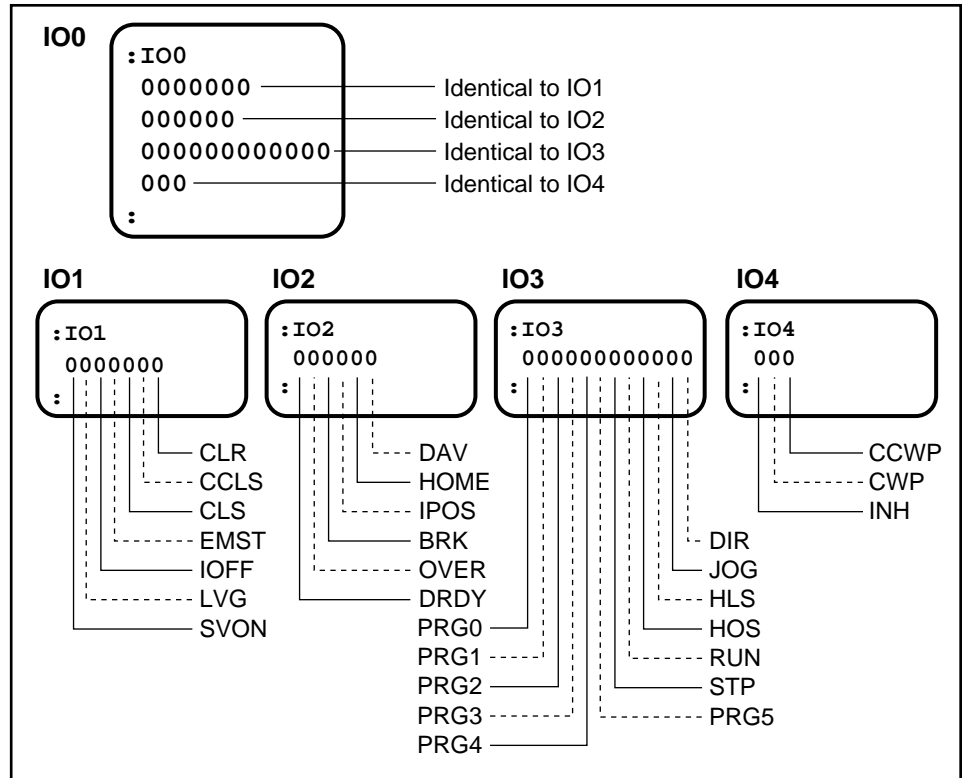 IO0
:IO0
0000000 Identical to IO1
000000 Identical to IO2
000000000000 Identical to IO3
000 Identical to IO4
:
IO1
:IO1
0000000
:
CLR
CCLS
CLS
EMST
IOFF
LVG
SVON
IO2
:IO2
000000
:
DAV
HOME
IPOS
BRK
OVER
DRDY
IO3
:IO3
000000000000
:
PRG0
PRG1
PRG2
PRG3
PRG4
DIR
JOG
HLS
HOS
RUN
STP
PRG5
IO4
:IO4
000
:
CCWP
CWP
INH